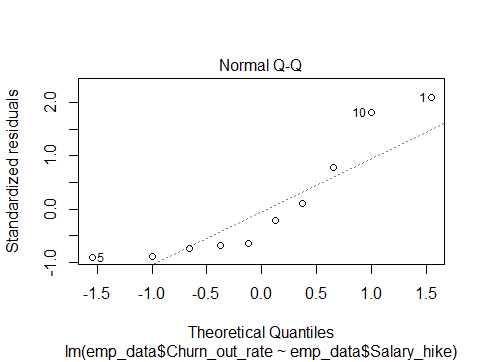 Normal Q-Q
Standardized residuals
2.0
1.0
0.0
-1.0
1
10
5
-1.5 -1.0 -0.5 0.0 0.5 1.0 1.5
Theoretical Quantiles
lm(emp_data$Churn_out_rate ~ emp_data$Salary_hike)